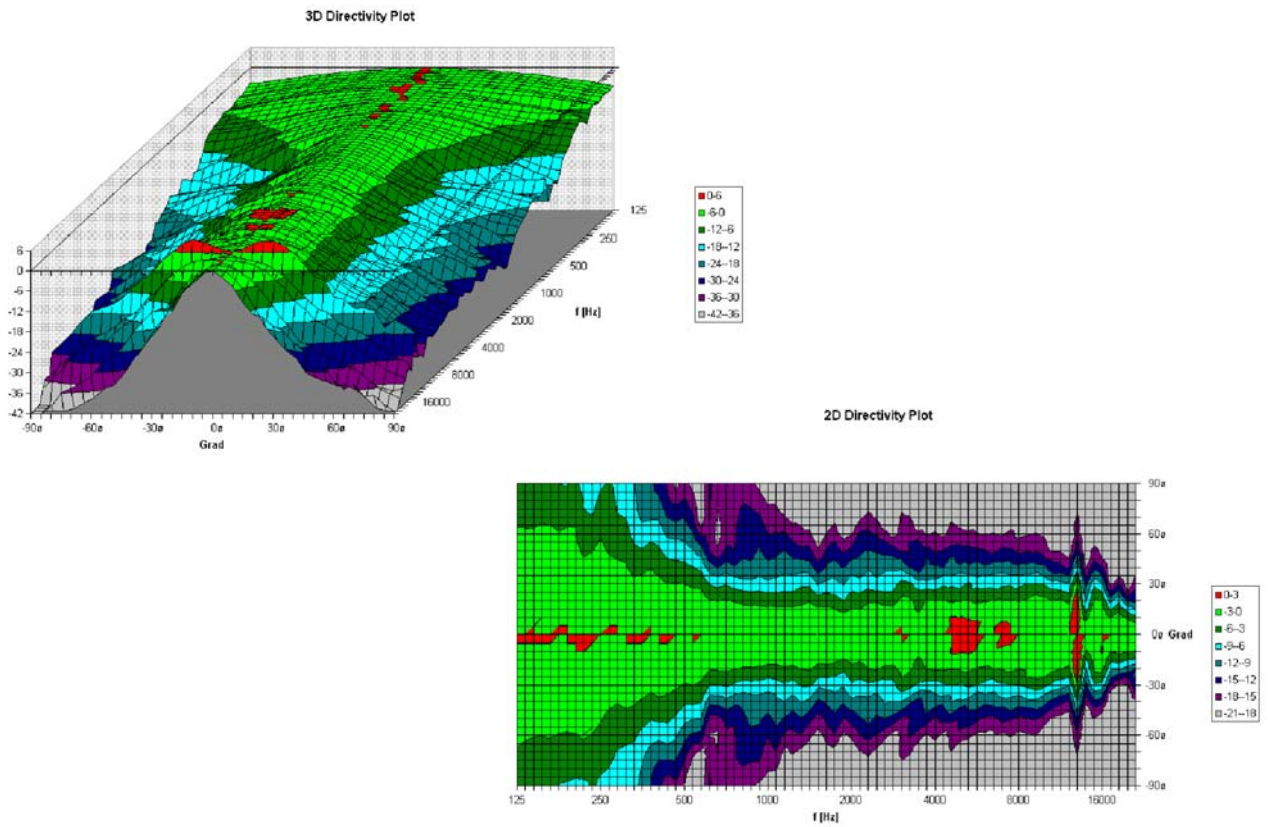 3D Directivity Plot
6
0
-6
-12
-18
-24
-30
-36
-42
-90ø
-60ø
-30ø
0ø
30ø
60ø
90ø
Grad
16000
8000
4000
2000
1000
500
250
125
f [Hz]
0-6
-6-0
-12--6
-18--12
-24--18
-30--24
-36--30
-42--36
2D Directivity Plot
90ø
60ø
30ø
0ø Grad
-30ø
-60ø
-90ø
125 250 500 1000 2000 4000 8000 16000
f [Hz]
0-3
-3-0
-6--3
-9--6
-12--9
-15--12
-18--15
-21--18